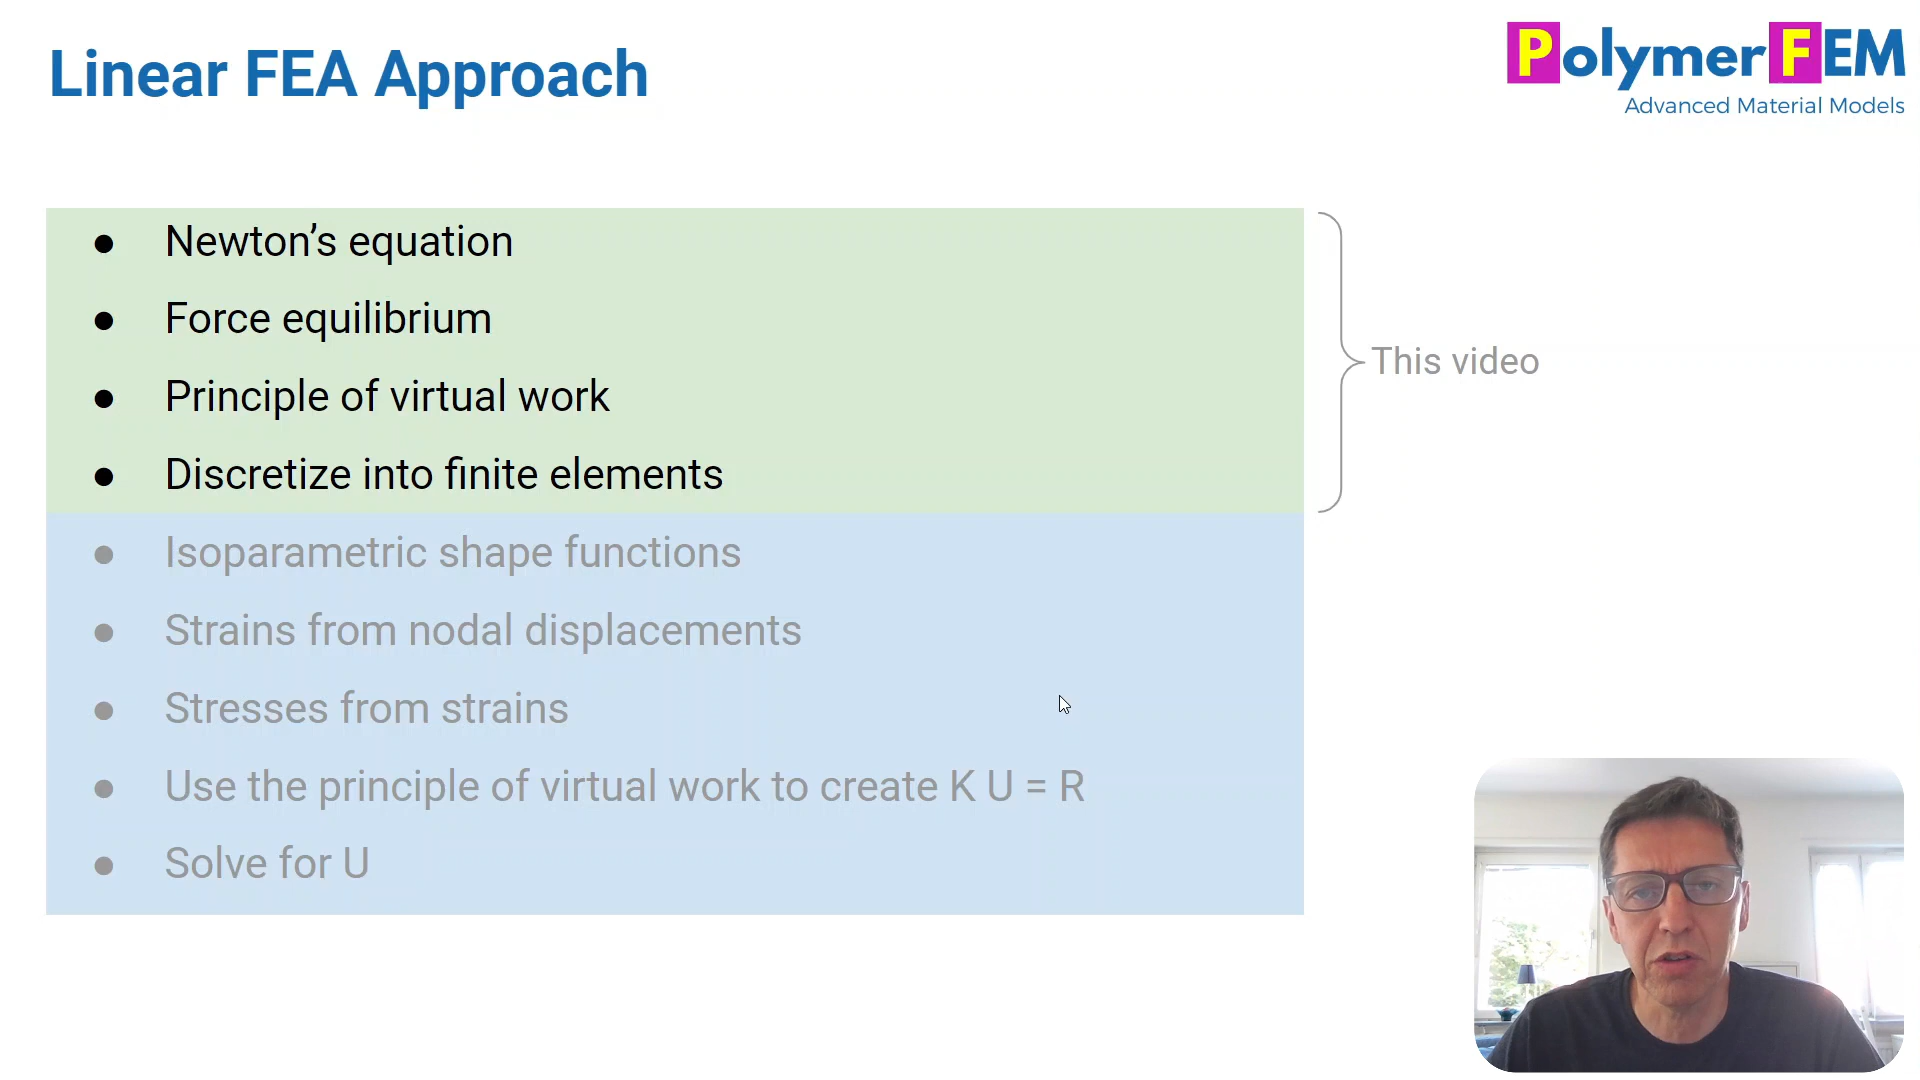 Linear FEA Approach
PolymerFEM
Advanced Material Models
● Newton’s equation
● Force equilibrium
● Principle of virtual work
● Discretize into finite elements
This video
● Isoparametric shape functions
● Strains from nodal displacements
● Stresses from strains
● Use the principle of virtual work to create K U = R
● Solve for U